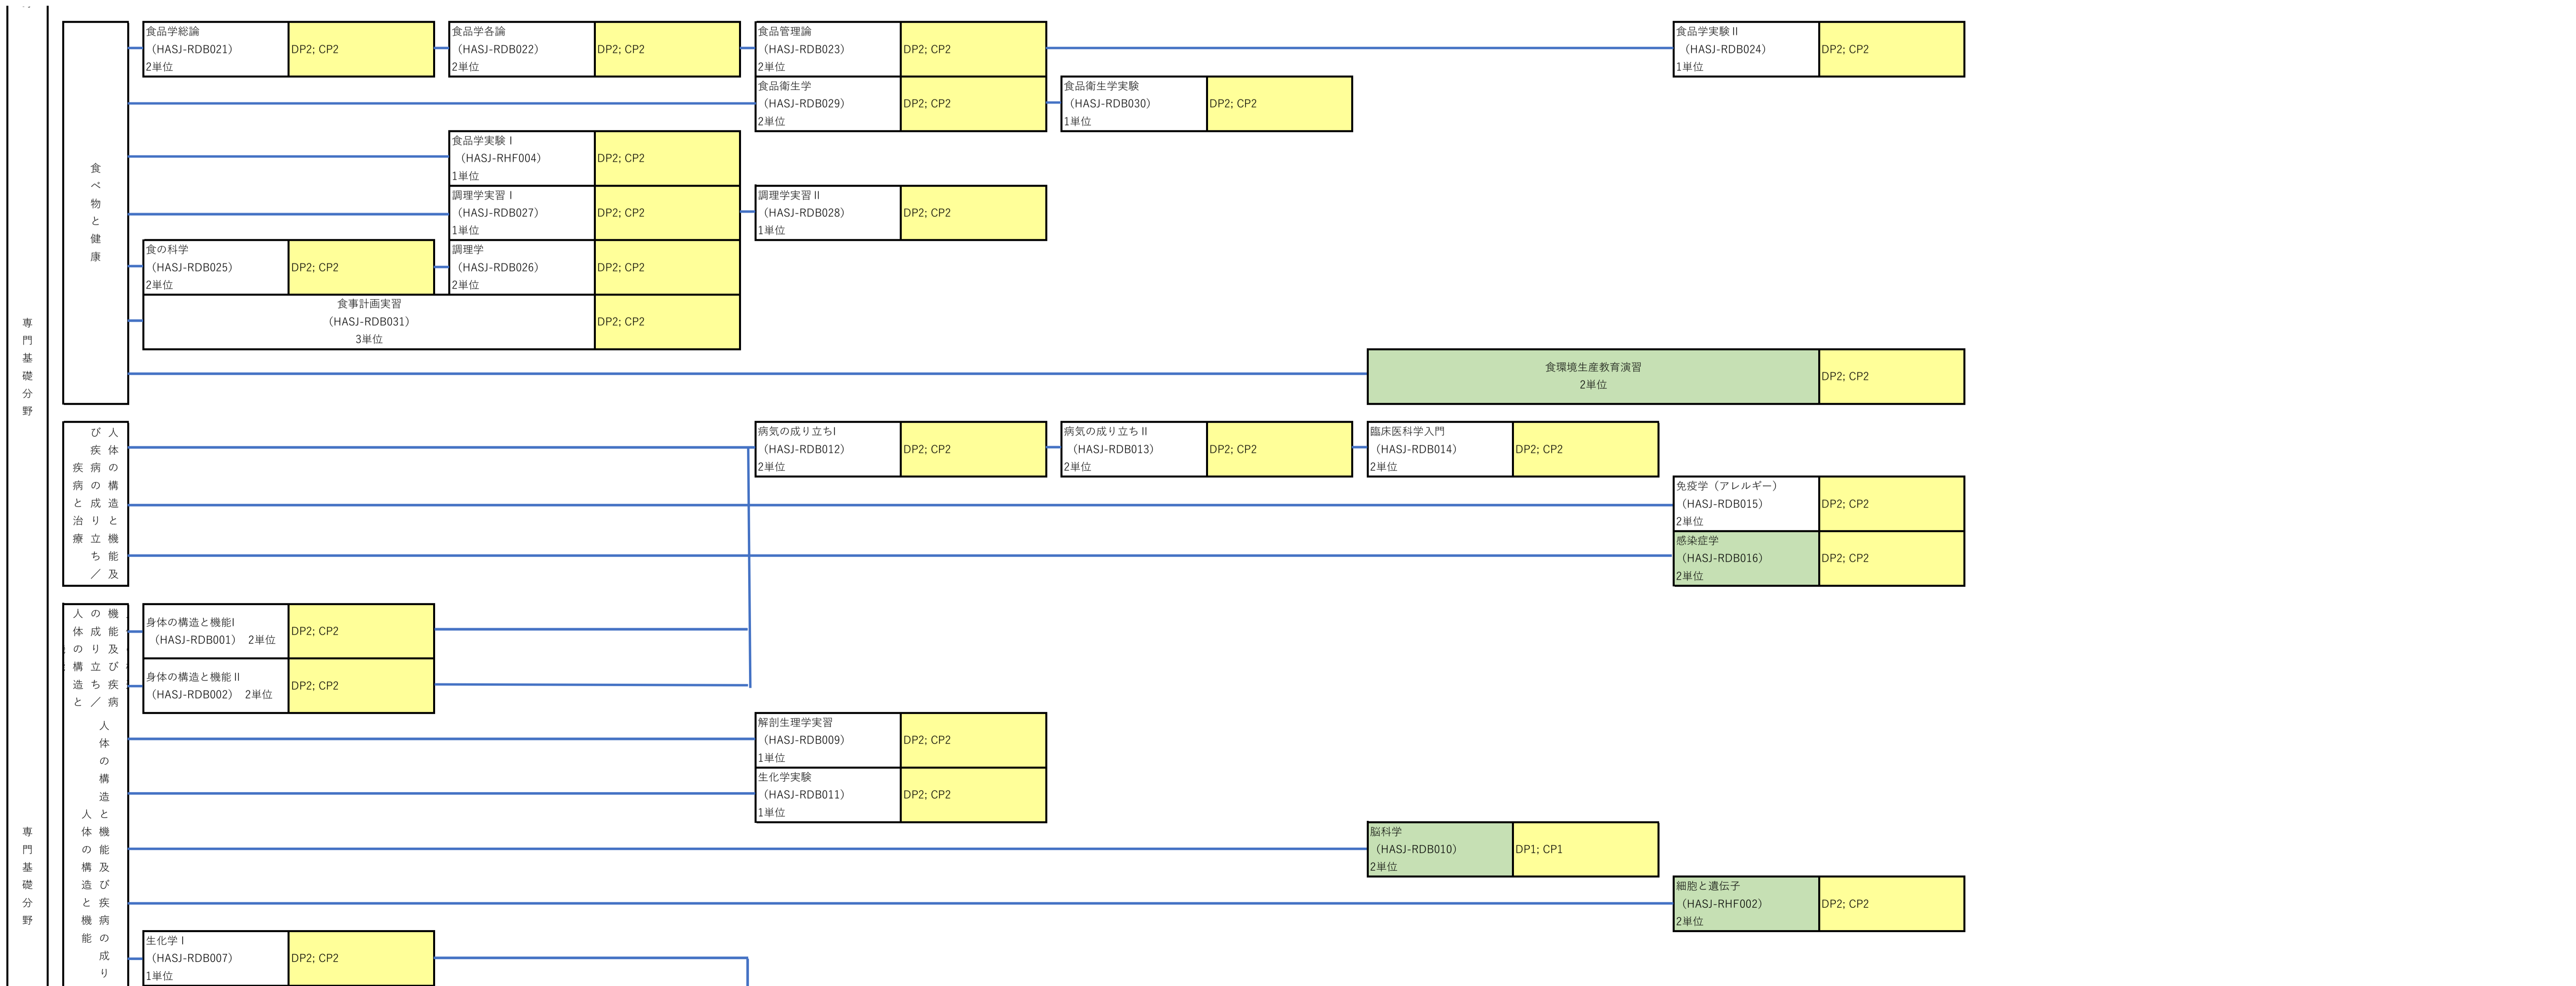 専門基礎分野
食べ物と健康
食品学総論
（HASJ-RDB021）
2単位
DP2; CP2
食品学各論
（HASJ-RDB022）
2単位
DP2; CP2
食品管理論
（HASJ-RDB023）
2単位
DP2; CP2
食品学実験Ⅱ
（HASJ-RDB024）
1単位
DP2; CP2
食品衛生学
（HASJ-RDB029）
2単位
DP2; CP2
食品衛生学実験
（HASJ-RDB030）
1単位
DP2; CP2
食品学実験Ⅰ
（HASJ-RHF004）
1単位
DP2; CP2
調理学実習Ⅰ
（HASJ-RDB027）
1単位
DP2; CP2
調理学実習Ⅱ
（HASJ-RDB028）
1単位
DP2; CP2
食の科学
（HASJ-RDB025）
2単位
DP2; CP2
調理学
（HASJ-RDB026）
2単位
DP2; CP2
食事計画実習
（HASJ-RDB031）
3単位
DP2; CP2
食環境生産教育演習
2単位
DP2; CP2
人体の構造と機能/及
び疾病の成り立ち
疾病と治療
病気の成り立ちI
（HASJ-RDB012）
2単位
DP2; CP2
病気の成り立ちⅡ
（HASJ-RDB013）
2単位
DP2; CP2
臨床医科学入門
（HASJ-RDB014）
2単位
DP2; CP2
免疫学（アレルギー）
（HASJ-RDB015）
2単位
DP2; CP2
感染症学
（HASJ-RDB016）
2単位
DP2; CP2
機能及び疾病
の成り立ち/
人体の構造と
身体の構造と機能I
（HASJ-RDB001） 2単位
DP2; CP2
身体の構造と機能Ⅱ
（HASJ-RDB002） 2単位
DP2; CP2
専門基礎分野
人体の構造と機能及び疾病の成り
人体の構造と機能
解剖生理学実習
（HASJ-RDB009）
1単位
DP2; CP2
生化学実験
（HASJ-RDB011）
1単位
DP2; CP2
脳科学
（HASJ-RDB010）
2単位
DP1; CP1
細胞と遺伝子
（HASJ-RHF002）
2単位
DP2; CP2
生化学Ⅰ
（HASJ-RDB007）
1単位
DP2; CP2